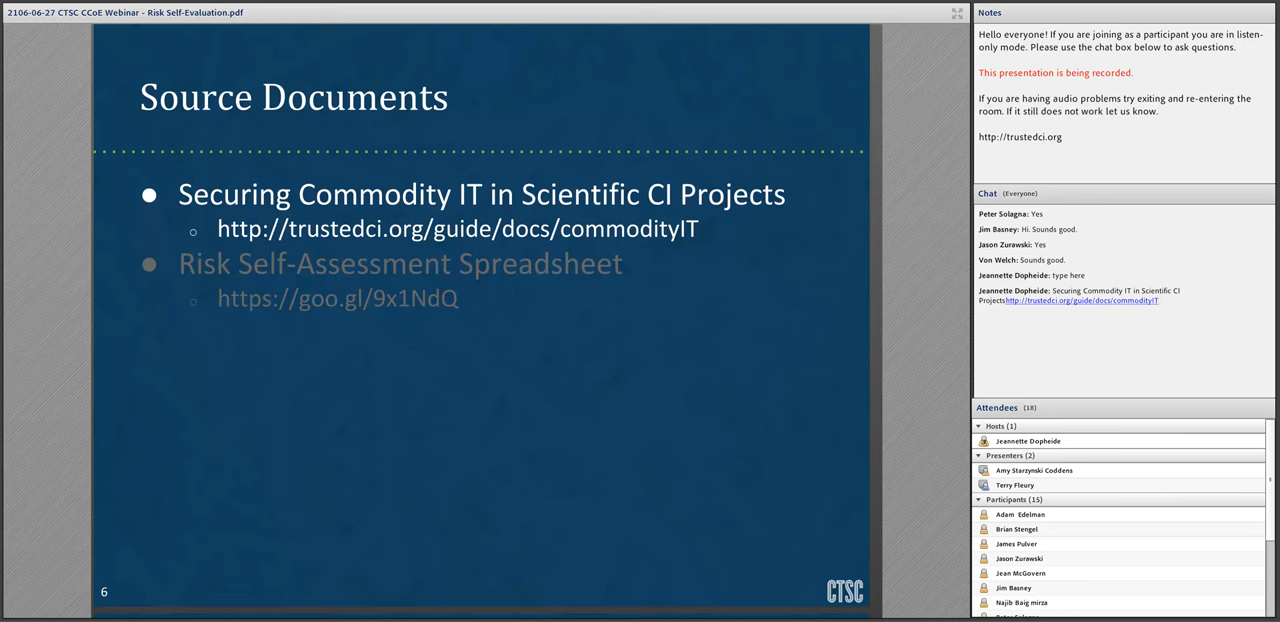 2106-06-27 CTSC CCoE Webinar - Risk Self-Evaluation.pdf
Source Documents
● Securing Commodity IT in Scientific CI Projects
○ http://trustedci.org/guide/docs/commodityIT
● Risk Self-Assessment Spreadsheet
○ https://goo.gl/9x1NdQ
6
CTSC
Notes
Hello everyone! If you are joining as a participant you are in listen-
only mode. Please use the chat box below to ask questions.
This presentation is being recorded.
If you are having audio problems try exiting and re-entering the
room. If it still does not work let us know.
http://trustedci.org
Chat (Everyone)
Peter Solagna: Yes
Jim Basney: Hi. Sounds good.
Jason Zurawski: Yes
Von Welch: Sounds good.
Jeannette Dopheide: type here
Jeannette Dopheide: Securing Commodity IT in Scientific CI
Projectshttp://trustedci.org/guide/docs/commodityIT
Attendees (18)
Hosts (1)
Jeannette Dopheide
Presenters (2)
Amy Starzynski Coddens
Terry Fleury
Participants (15)
Adam Edelman
Brian Stengel
James Pulver
Jason Zurawski
Jean McGovern
Jim Basney
Najib Baig mirza